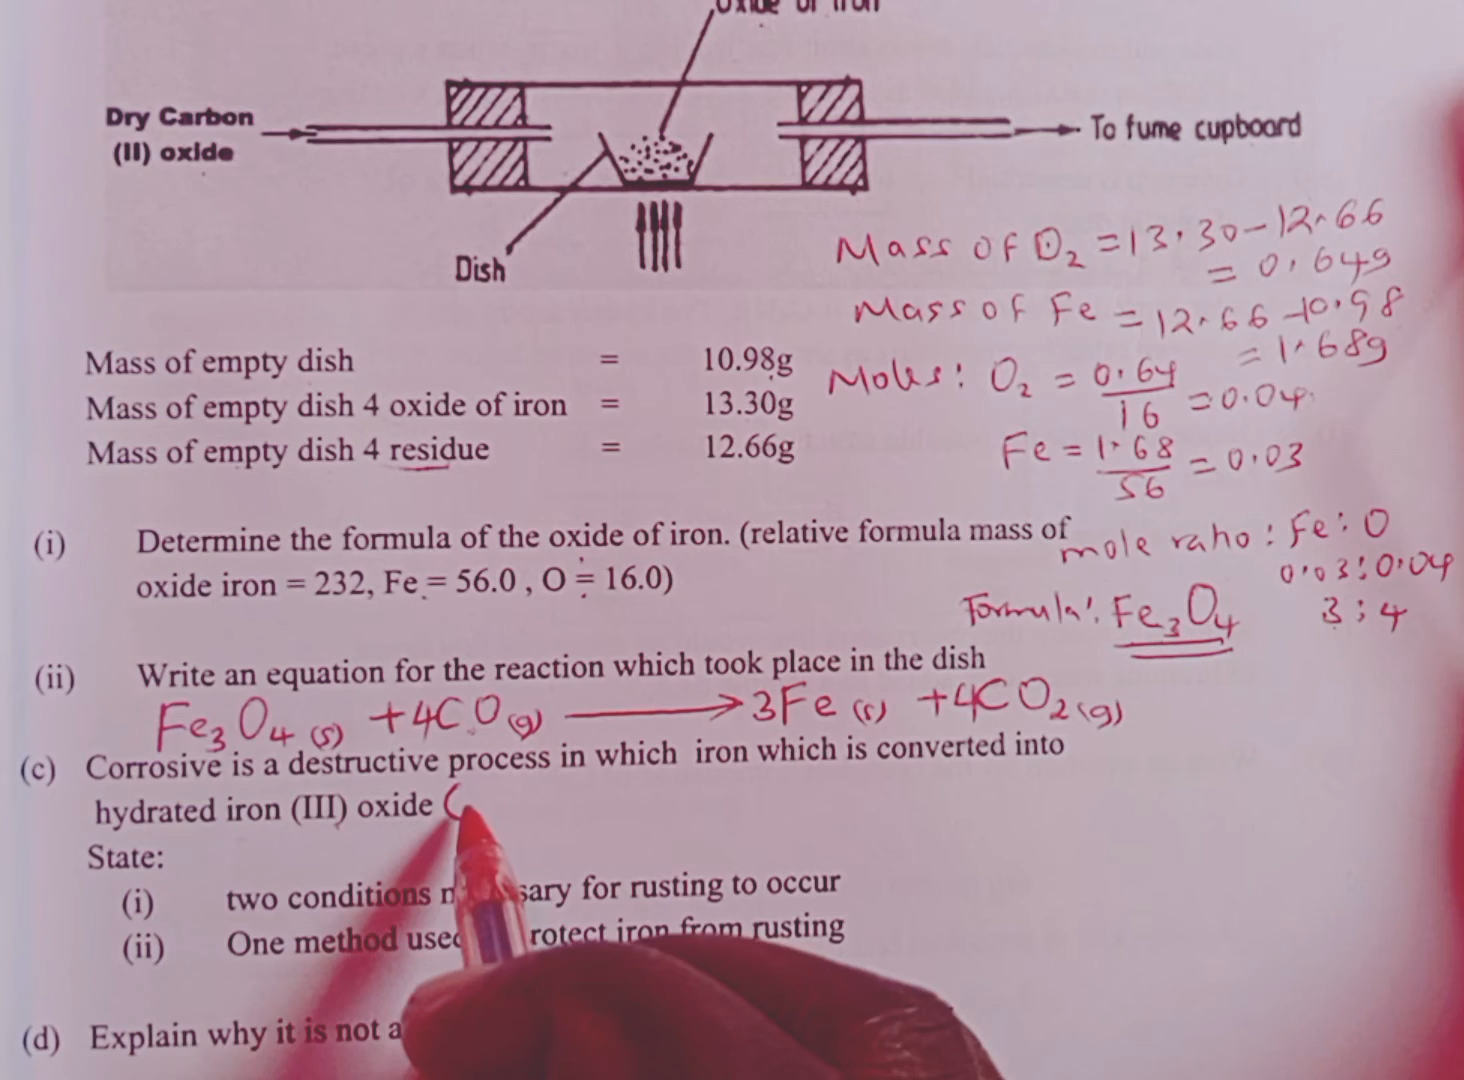 oxide of iron
Dry Carbon
(II) oxide
To fume cupboard
Dish
Mass of O2 = 13.30-12.66
= 0.64g
Mass of Fe = 12.66-10.98
= 1.68g
Mass of empty dish = 10.98g
Mass of empty dish 4 oxide of iron = 13.30g
Mass of empty dish 4 residue = 12.66g
Moles: O2 = 0.64/16 = 0.04
Fe = 1.68/56 = 0.03
(i) Determine the formula of the oxide of iron. (relative formula mass of
oxide iron = 232, Fe = 56.0 , O = 16.0)
mole ratio : Fe : O
0.03 : 0.04
3 : 4
Formula: Fe3O4
(ii) Write an equation for the reaction which took place in the dish
Fe3O4(s) +4CO(g) → 3Fe(s) +4CO2(g)
(c) Corrosive is a destructive process in which iron which is converted into
hydrated iron (III) oxide
State:
(i) two conditions for rusting to occur
(ii) One method iron from rusting
(d) Explain why it is not a